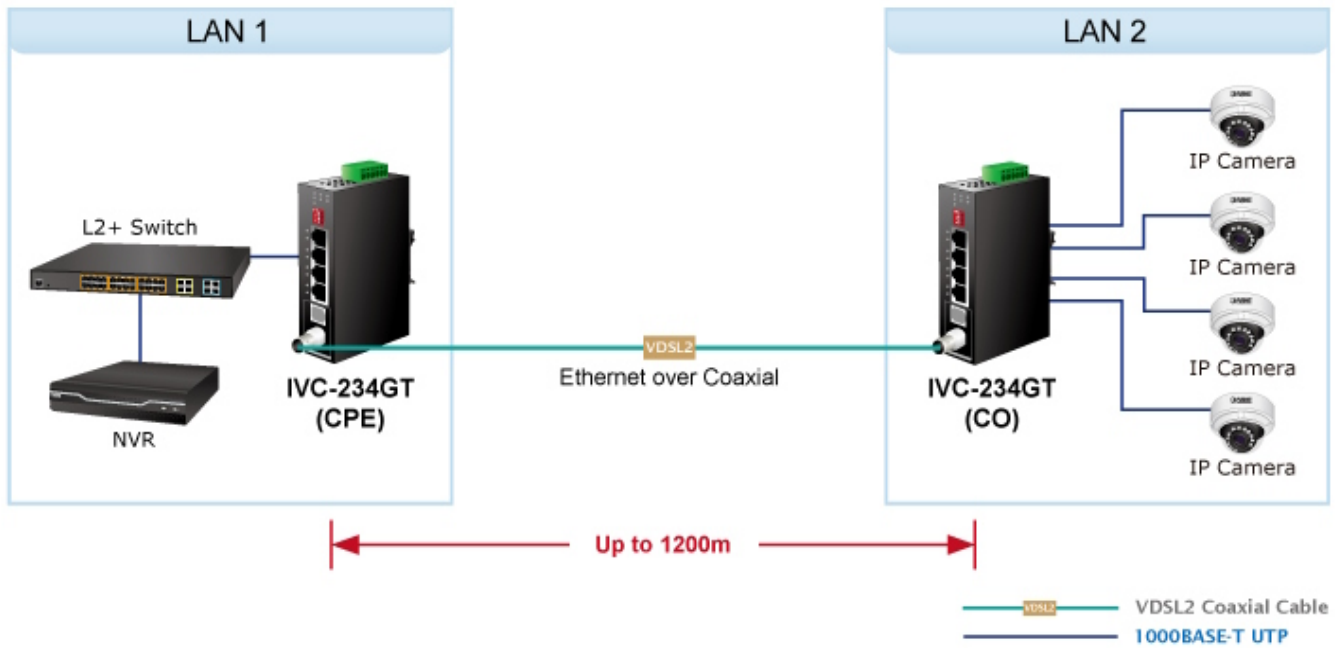 LAN 1
LAN 2
L2+ Switch
NVR
IVC-234GT
(CPE)
VDSL2
Ethernet over Coaxial
Up to 1200m
IVC-234GT
(CO)
IP Camera
IP Camera
IP Camera
IP Camera
VDSL2
VDSL2 Coaxial Cable
1000BASE-T UTP